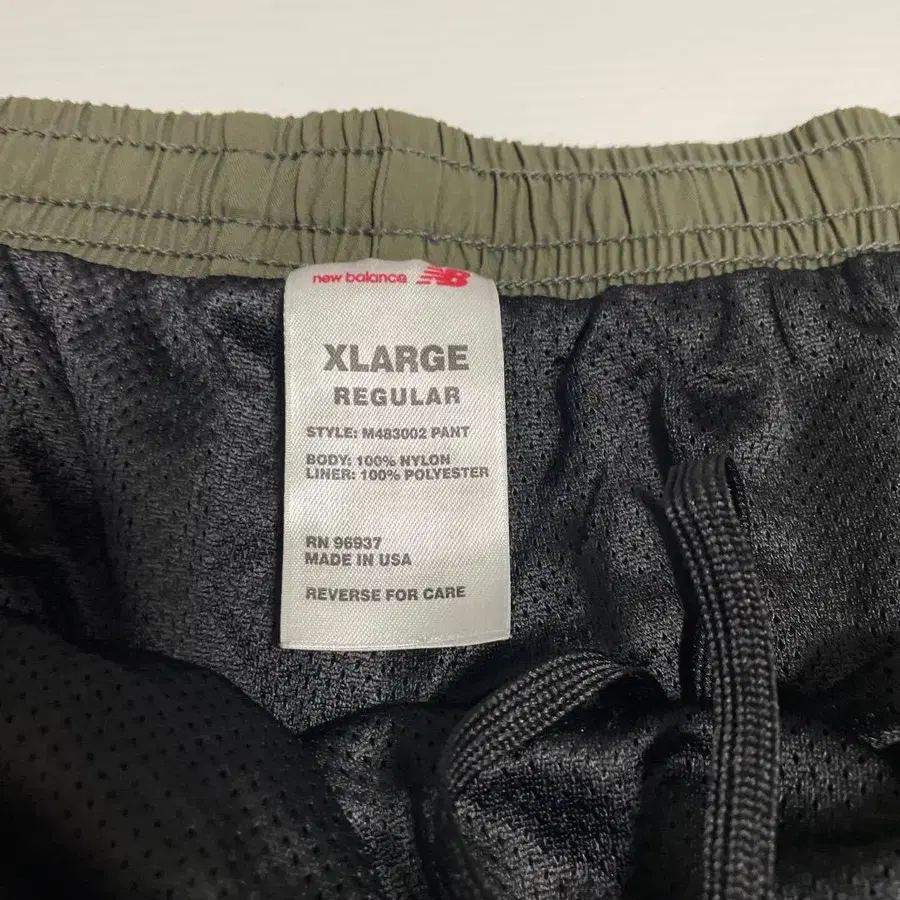 new balance NB
XLARGE
REGULAR
STYLE: M483002 PANT
BODY: 100% NYLON
LINER: 100% POLYESTER
RN 96937
MADE IN USA
REVERSE FOR CARE